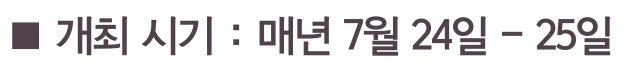 ■ 개최 시기 : 매년 7월 24일 - 25일